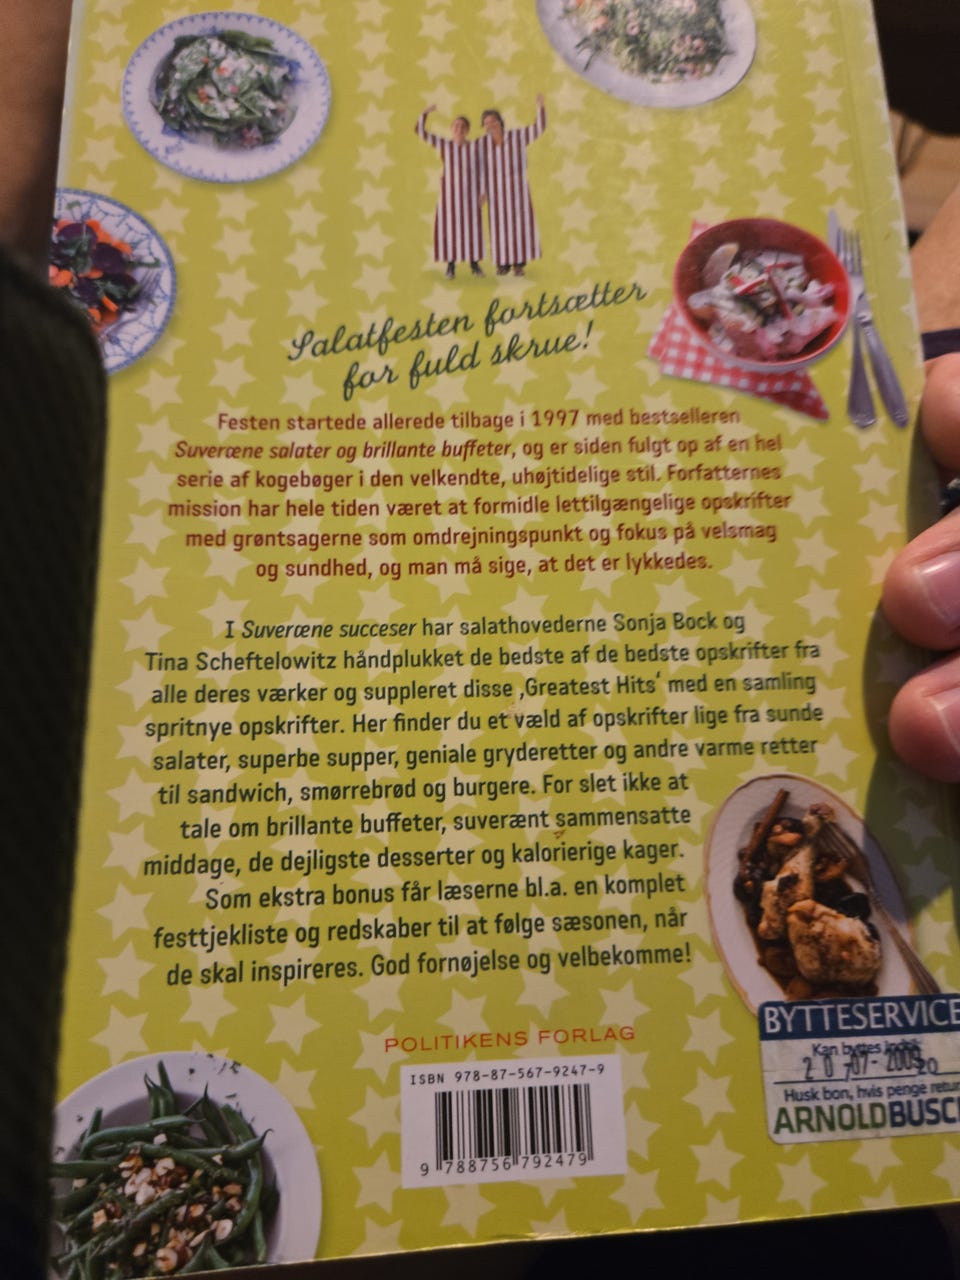 Salatfesten fortsætter
for fuld skrue!
Festen startede allerede tilbage i 1997 med bestselleren
Suveræne salater og brillante buffeter, og er siden fulgt op af en hel
serie af kogebøger i den velkendte, uhøjtidelige stil. Forfatternes
mission har hele tiden været at formidle lettilgængelige opskrifter
med grøntsagerne som omdrejningspunkt og fokus på velsmag
og sundhed, og man må sige, at det er lykkedes.
I Suveræne succeser har salathovederne Sonja Bock og
Tina Scheftelowitz håndplukket de bedste af de bedste opskrifter fra
alle deres værker og suppleret disse ‚Greatest Hits‘ med en samling
spritnye opskrifter. Her finder du et væld af opskrifter lige fra sunde
salater, superbe supper, geniale gryderetter og andre varme retter
til sandwich, smørrebrød og burgere. For slet ikke at
tale om brillante buffeter, suverænt sammensatte
middage, de dejligste desserter og kalorierige kager.
Som ekstra bonus får læserne bl.a. en komplet
festtjekliste og redskaber til at følge sæsonen, når
de skal inspireres. God fornøjelse og velbekomme!
POLITIKENS FORLAG
ISBN 978-87-567-9247-9
9 788756 792479
BYTTESERVICE
Kan byttes indtil
Husk bon, hvis penge retur
ARNOLDBUSC